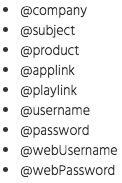 • @company
• @subject
• @product
• @applink
• @playlink
• @username
• @password
• @webUsername
• @webPassword